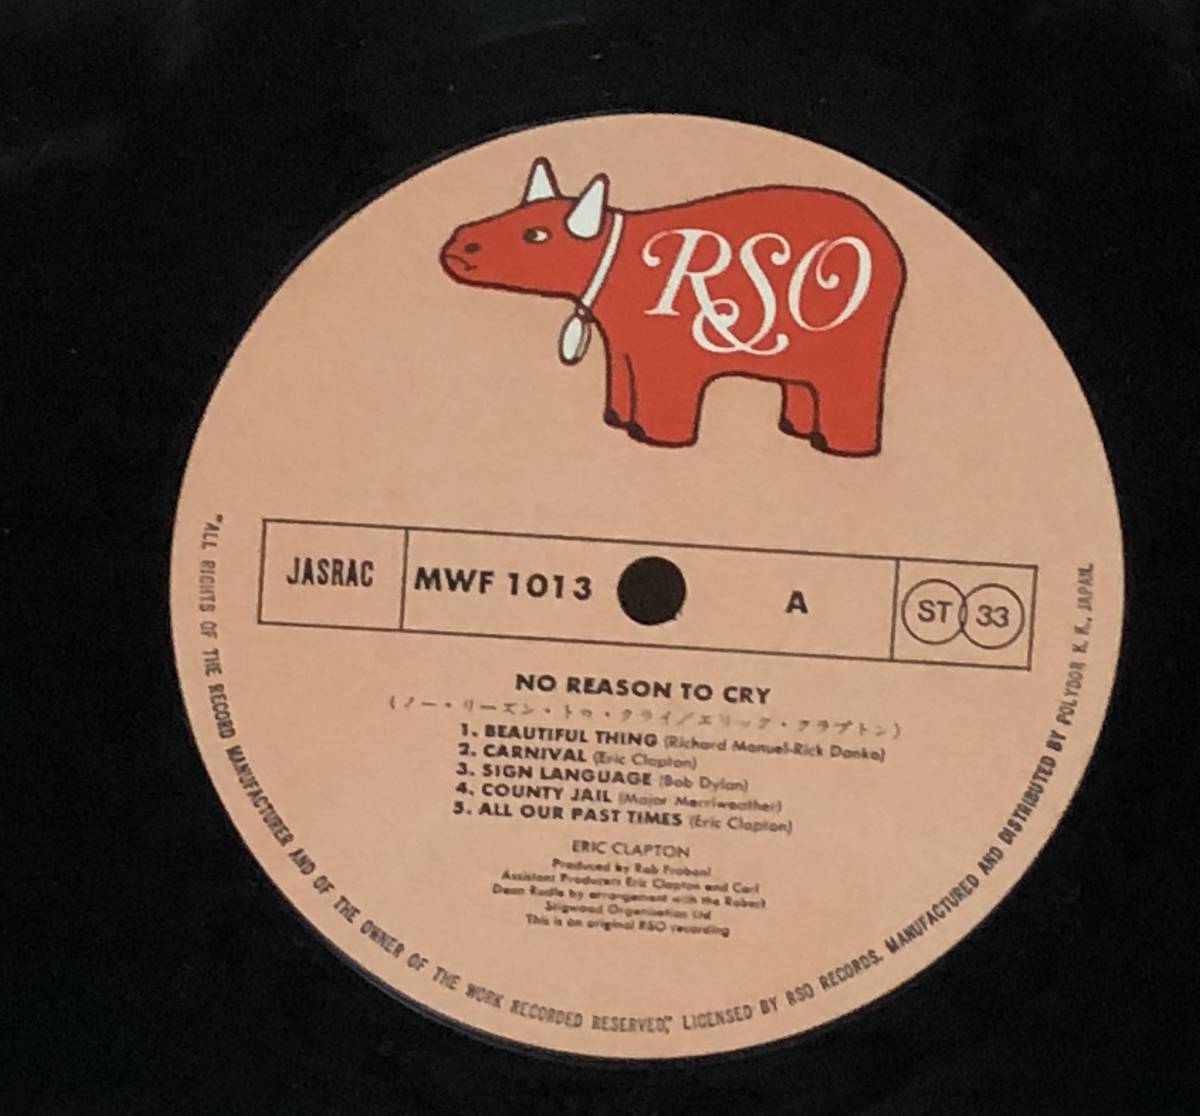 RSO
JASRAC
MWF 1013
A
ST 33
NO REASON TO CRY
(ノー・リーズン・トゥ・クライ/エリック・クラプトン)
1. BEAUTIFUL THING (Richard Manuel-Rick Danko)
2. CARNIVAL (Eric Clapton)
3. SIGN LANGUAGE (Bob Dylan)
4. COUNTY JAIL (Major Merriweather)
5. ALL OUR PAST TIMES (Eric Clapton)
ERIC CLAPTON
Produced by Rob Fraboni
Assistant Producers Eric Clapton and Carl
Dean Radle by arrangement with the Robert
Stigwood Organisation Ltd
This is an original RSO recording
"ALL RIGHTS OF THE RECORD MANUFACTURER AND OF THE OWNER OF THE WORK RECORDED RESERVED," LICENSED BY RSO RECORDS. MANUFACTURED AND DISTRIBUTED BY POLYDOR K. K., JAPAN.